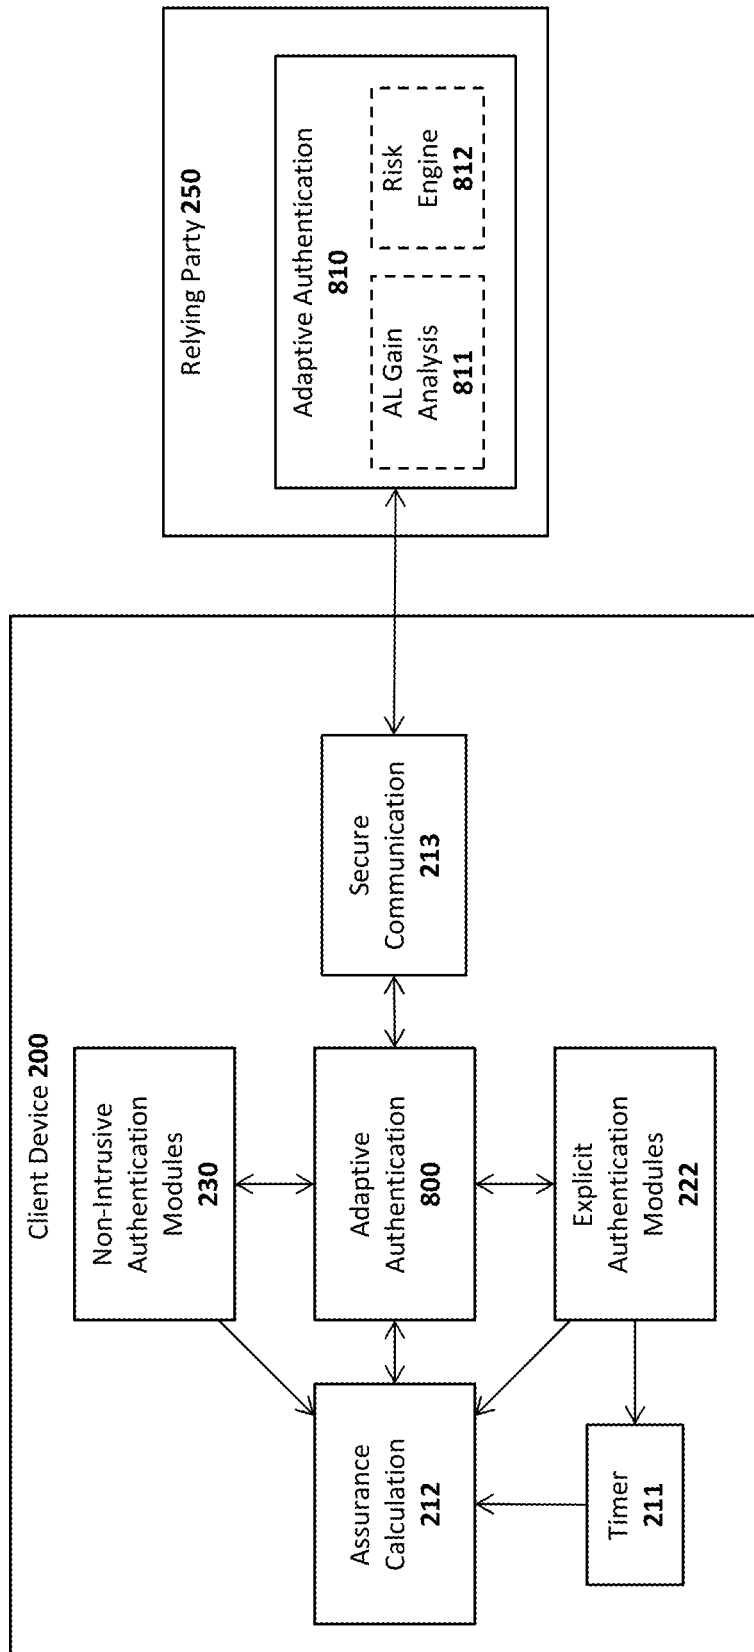 Client Device 200
Non-Intrusive
Authentication
Modules
230
Assurance
Calculation
212
Adaptive
Authentication
800
Secure
Communication
213
Timer
211
Explicit
Authentication
Modules
222
Relying Party 250
Adaptive Authentication
810
AL Gain
Analysis
811
Risk
Engine
812